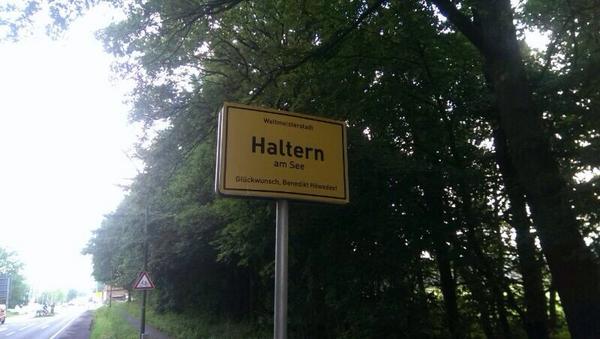 Weltmeisterstadt
Haltern
am See
Glückwunsch, Benedikt Höwedes!